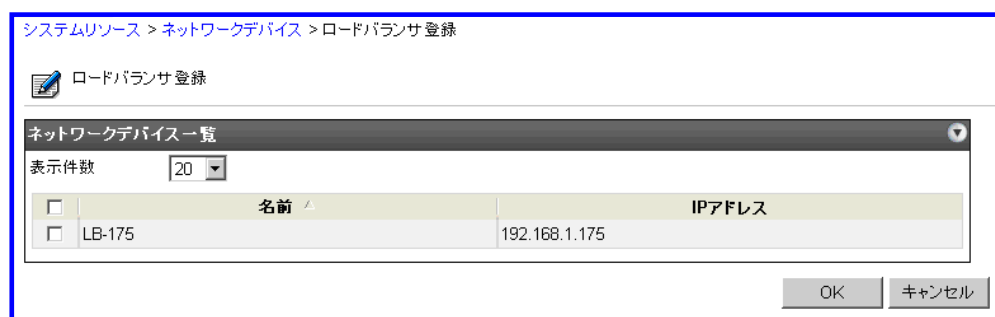 システムリソース > ネットワークデバイス > ロードバランサ登録
ロードバランサ登録
ネットワークデバイス一覧
表示件数 20
名前 IPアドレス
LB-175 192.168.1.175
OK キャンセル